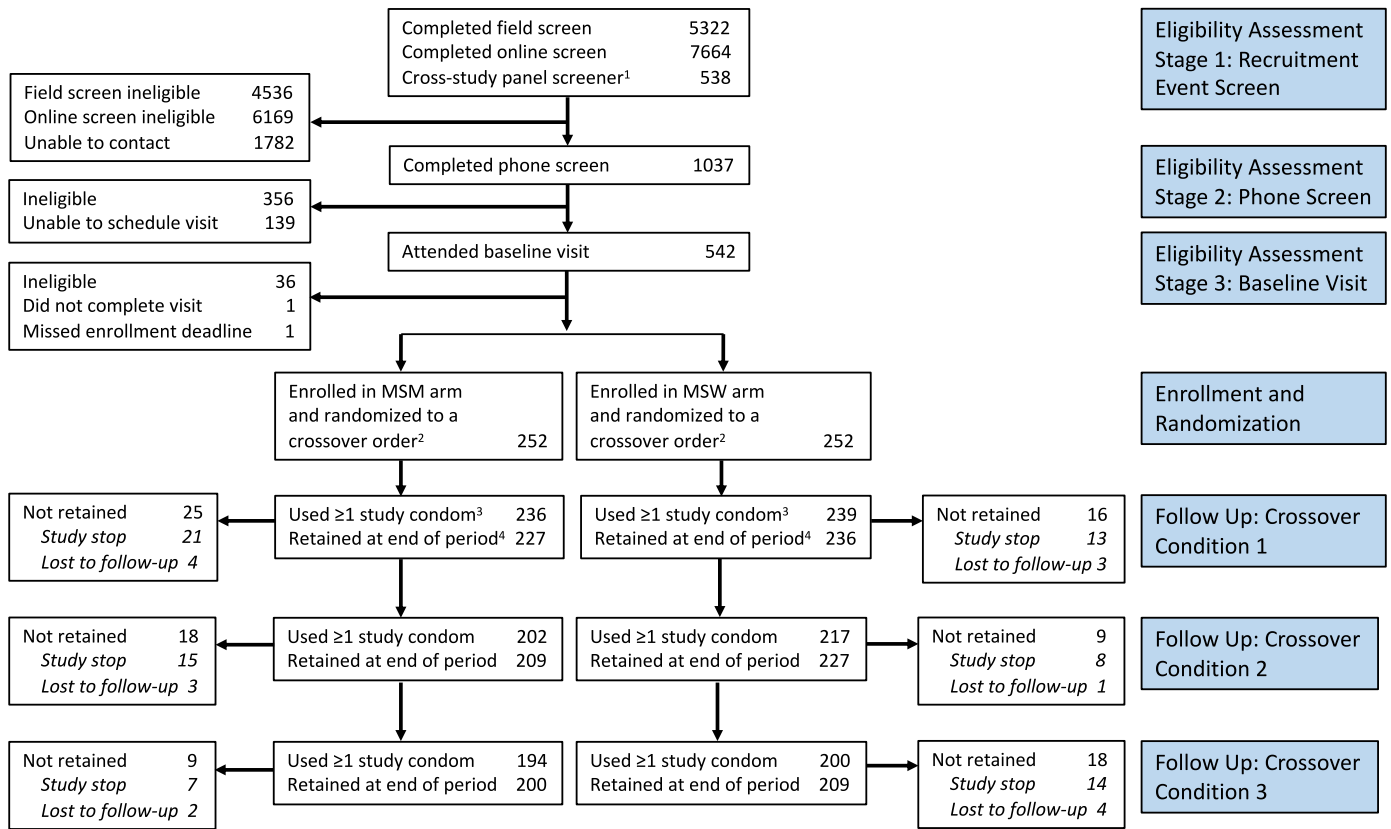 Completed field screen 5322
Completed online screen 7664
Cross-study panel screener¹ 538
Eligibility Assessment
Stage 1: Recruitment
Event Screen
Field screen ineligible 4536
Online screen ineligible 6169
Unable to contact 1782
Completed phone screen 1037
Eligibility Assessment
Stage 2: Phone Screen
Ineligible 356
Unable to schedule visit 139
Attended baseline visit 542
Eligibility Assessment
Stage 3: Baseline Visit
Ineligible 36
Did not complete visit 1
Missed enrollment deadline 1
Enrolled in MSM arm
and randomized to a
crossover order² 252
Enrolled in MSW arm
and randomized to a
crossover order² 252
Enrollment and
Randomization
Not retained 25
Study stop 21
Lost to follow-up 4
Used ≥1 study condom³ 236
Retained at end of period⁴ 227
Used ≥1 study condom³ 239
Retained at end of period⁴ 236
Not retained 16
Study stop 13
Lost to follow-up 3
Follow Up: Crossover
Condition 1
Not retained 18
Study stop 15
Lost to follow-up 3
Used ≥1 study condom 202
Retained at end of period 209
Used ≥1 study condom 217
Retained at end of period 227
Not retained 9
Study stop 8
Lost to follow-up 1
Follow Up: Crossover
Condition 2
Not retained 9
Study stop 7
Lost to follow-up 2
Used ≥1 study condom 194
Retained at end of period 200
Used ≥1 study condom 200
Retained at end of period 209
Not retained 18
Study stop 14
Lost to follow-up 4
Follow Up: Crossover
Condition 3